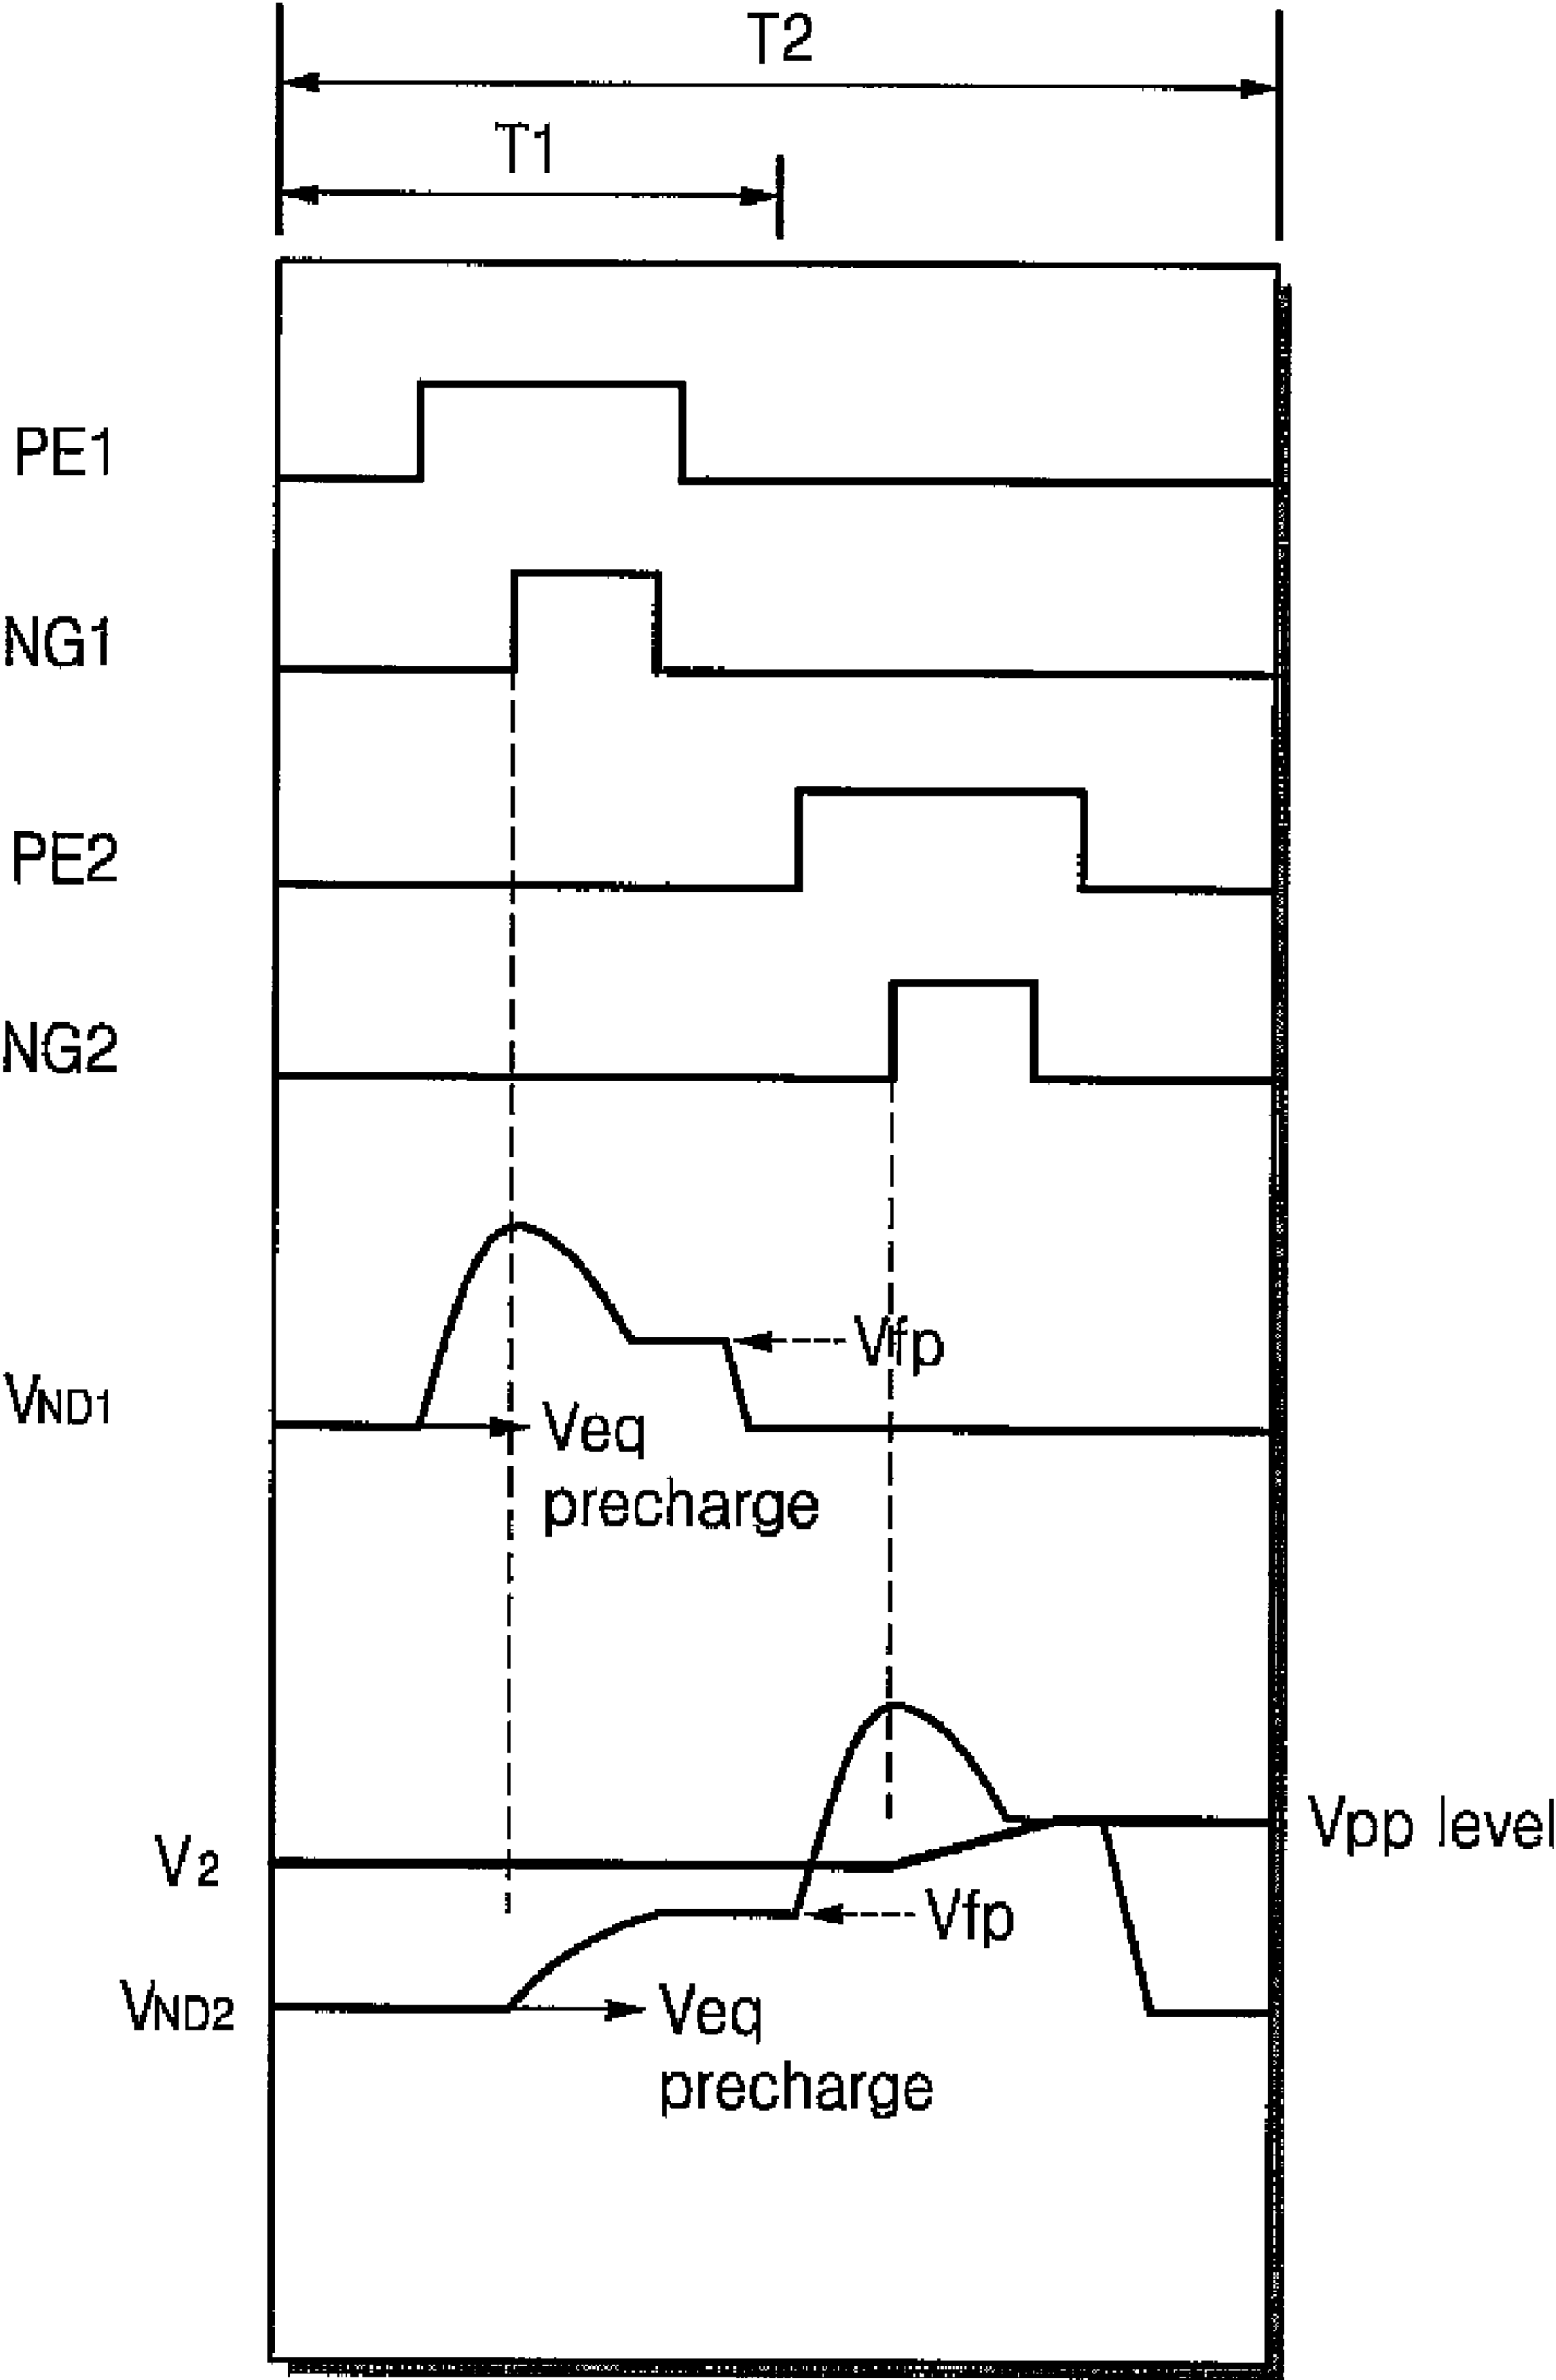 T2
T1
PE1
NG1
PE2
NG2
Vfp
VND1
Veq
precharge
Vpp level
V2
Vfp
VND2
Veq
precharge